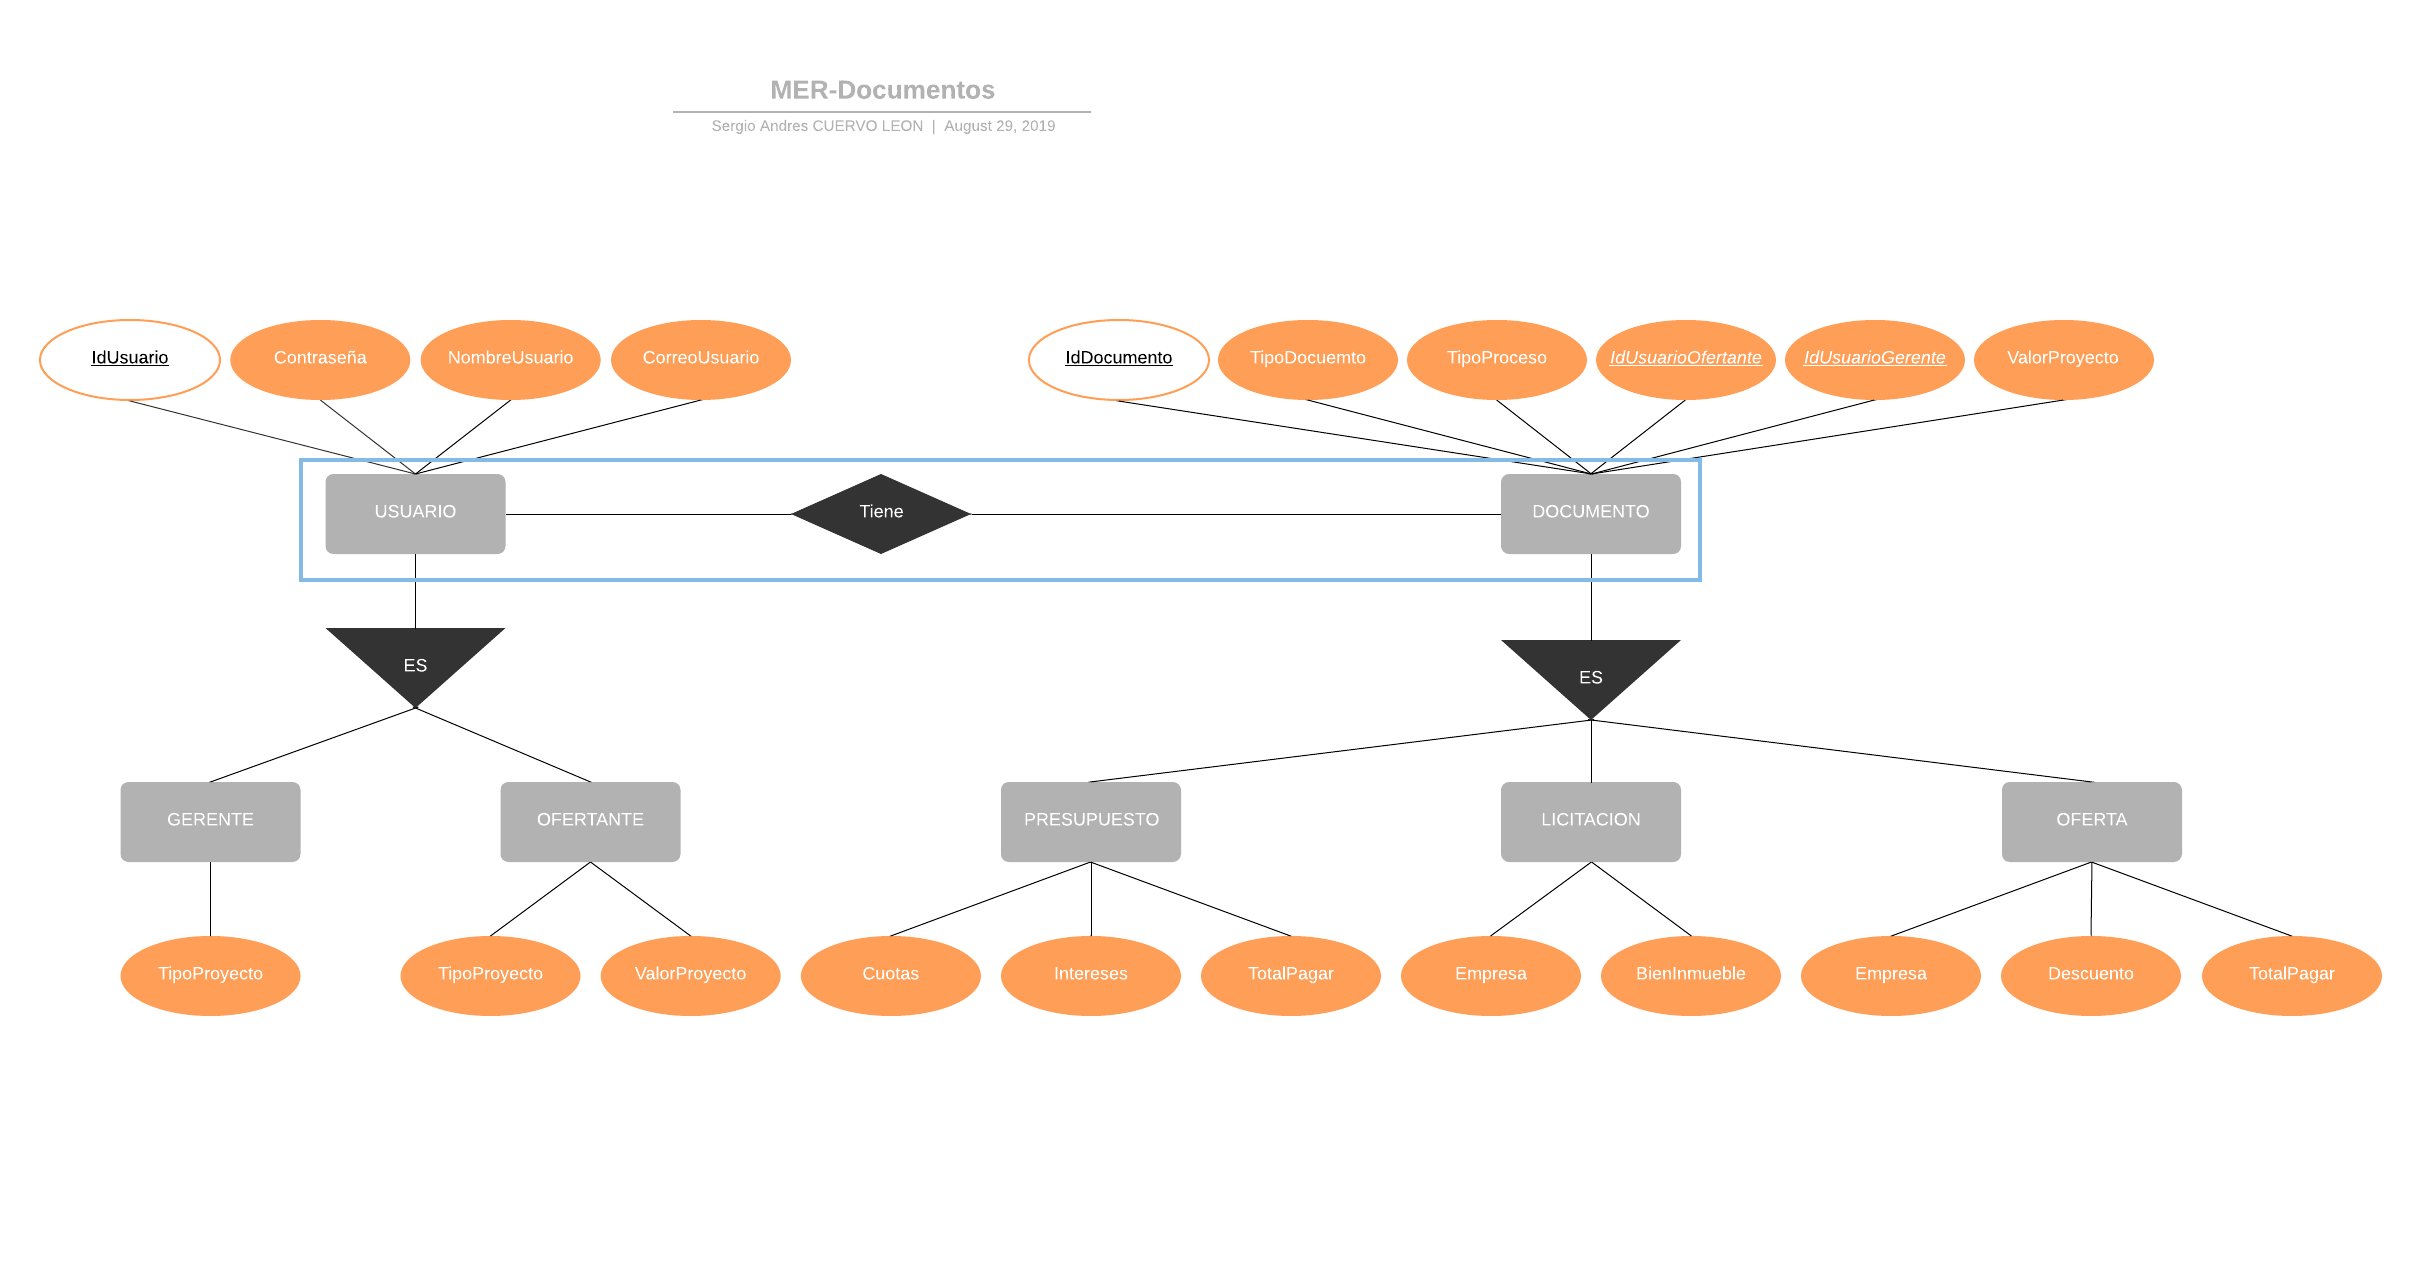 MER-Documentos
Sergio Andres CUERVO LEON | August 29, 2019
IdUsuario
Contraseña
NombreUsuario
CorreoUsuario
IdDocumento
TipoDocuemto
TipoProceso
IdUsuarioOfertante
IdUsuarioGerente
ValorProyecto
USUARIO
Tiene
DOCUMENTO
ES
ES
GERENTE
OFERTANTE
PRESUPUESTO
LICITACION
OFERTA
TipoProyecto
TipoProyecto
ValorProyecto
Cuotas
Intereses
TotalPagar
Empresa
BienInmueble
Empresa
Descuento
TotalPagar